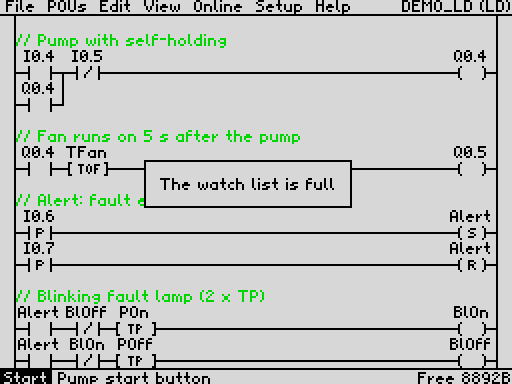 File POUs Edit View Online Setup Help DEMO_LD (LD)
// Pump with self-holding
I0.4 I0.5 Q0.4
Q0.4
// Fan runs on 5 s after the pump
Q0.4 TFan Q0.5
TOF
The watch list is full
// Alert: fault
I0.6 Alert
P S
I0.7 Alert
P R
// Blinking fault lamp (2 x TP)
Alert BlOff POn BlOn
TP
Alert BlOn POff BlOff
TP
Start Pump start button Free 8892B